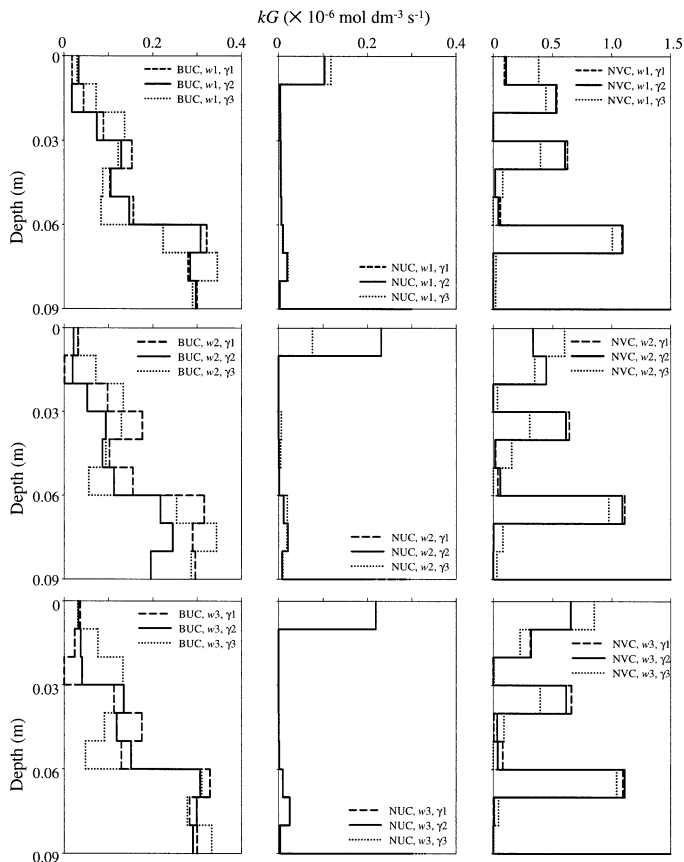 kG (× 10-6 mol dm-3 s-1)
0 0.2 0.4
0 0.2 0.4
0 0.5 1.0 1.5
0
0.03
0.06
0.09
Depth (m)
BUC, w1, γ1
BUC, w1, γ2
BUC, w1, γ3
NUC, w1, γ1
NUC, w1, γ2
NUC, w1, γ3
NVC, w1, γ1
NVC, w1, γ2
NVC, w1, γ3
0
0.03
0.06
0.09
Depth (m)
BUC, w2, γ1
BUC, w2, γ2
BUC, w2, γ3
NUC, w2, γ1
NUC, w2, γ2
NUC, w2, γ3
NVC, w2, γ1
NVC, w2, γ2
NVC, w2, γ3
0
0.03
0.06
0.09
Depth (m)
BUC, w3, γ1
BUC, w3, γ2
BUC, w3, γ3
NUC, w3, γ1
NUC, w3, γ2
NUC, w3, γ3
NVC, w3, γ1
NVC, w3, γ2
NVC, w3, γ3